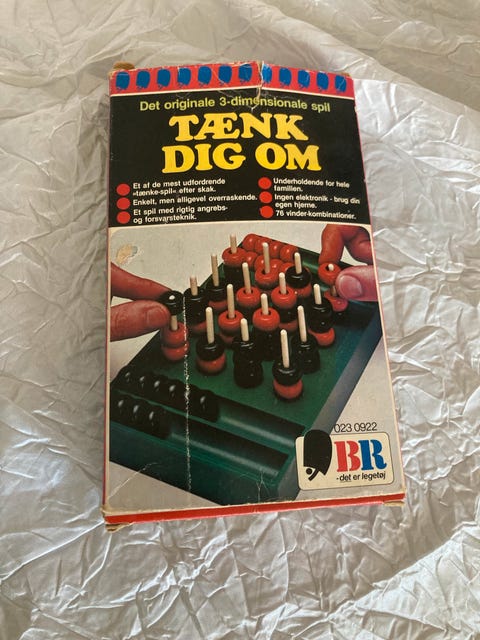 Det originale 3-dimensionale spil
TÆNK
DIG OM
Et af de mest udfordrende
»tænke-spil« efter skak.
Enkelt, men alligevel overraskende.
Et spil med rigtig angrebs-
og forsvarsteknik.
Underholdende for hele
familien.
Ingen elektronik - brug din
egen hjerne.
76 vinder-kombinationer.
023 0922
BR
- det er legetøj